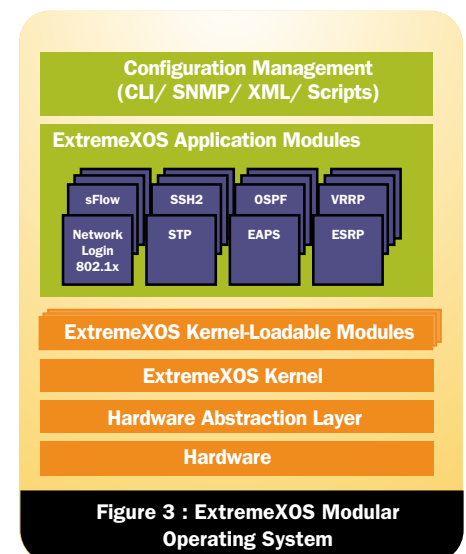 Configuration Management
(CLI/ SNMP/ XML/ Scripts)
ExtremeXOS Application Modules
sFlow
SSH2
OSPF
VRRP
Network
Login
802.1x
STP
EAPS
ESRP
ExtremeXOS Kernel-Loadable Modules
ExtremeXOS Kernel
Hardware Abstraction Layer
Hardware
Figure 3 : ExtremeXOS Modular
Operating System